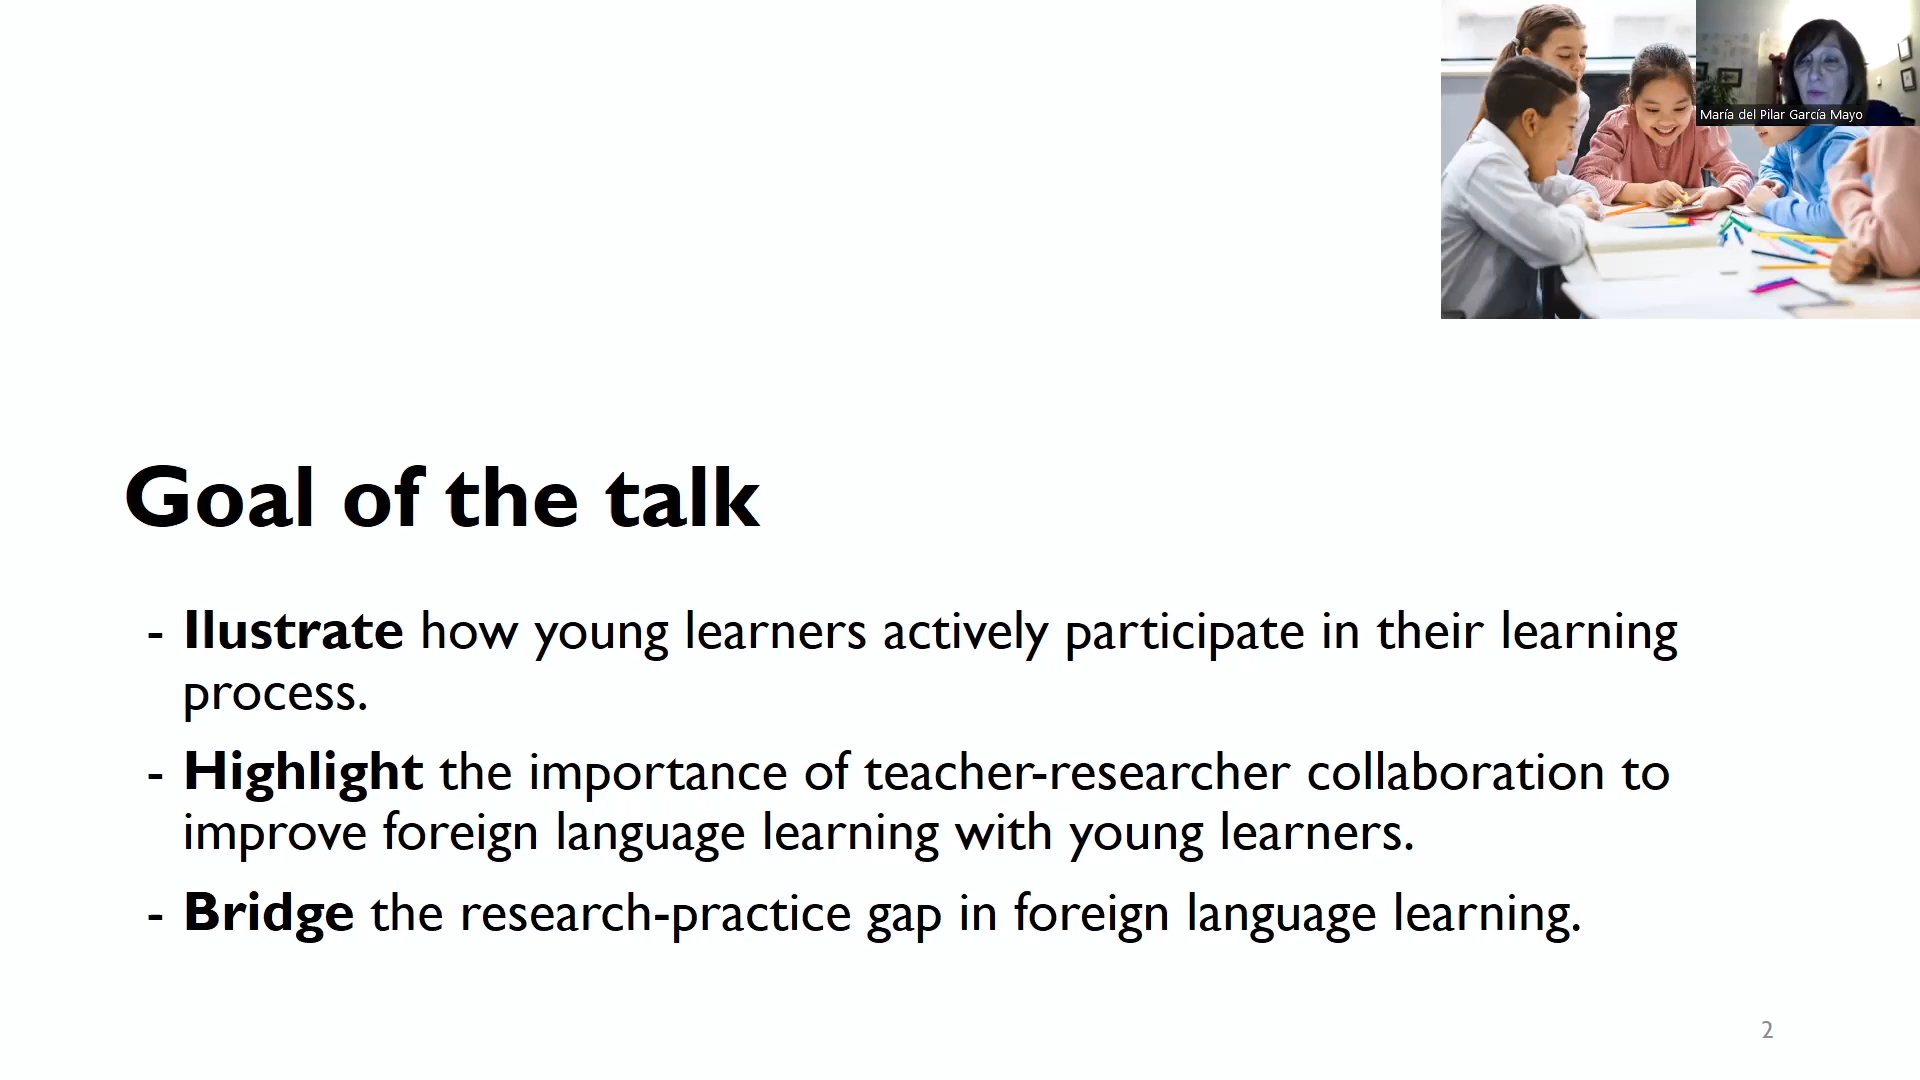 María del Pilar García Mayo
Goal of the talk
- Ilustrate how young learners actively participate in their learning
process.
- Highlight the importance of teacher-researcher collaboration to
improve foreign language learning with young learners.
- Bridge the research-practice gap in foreign language learning.
2